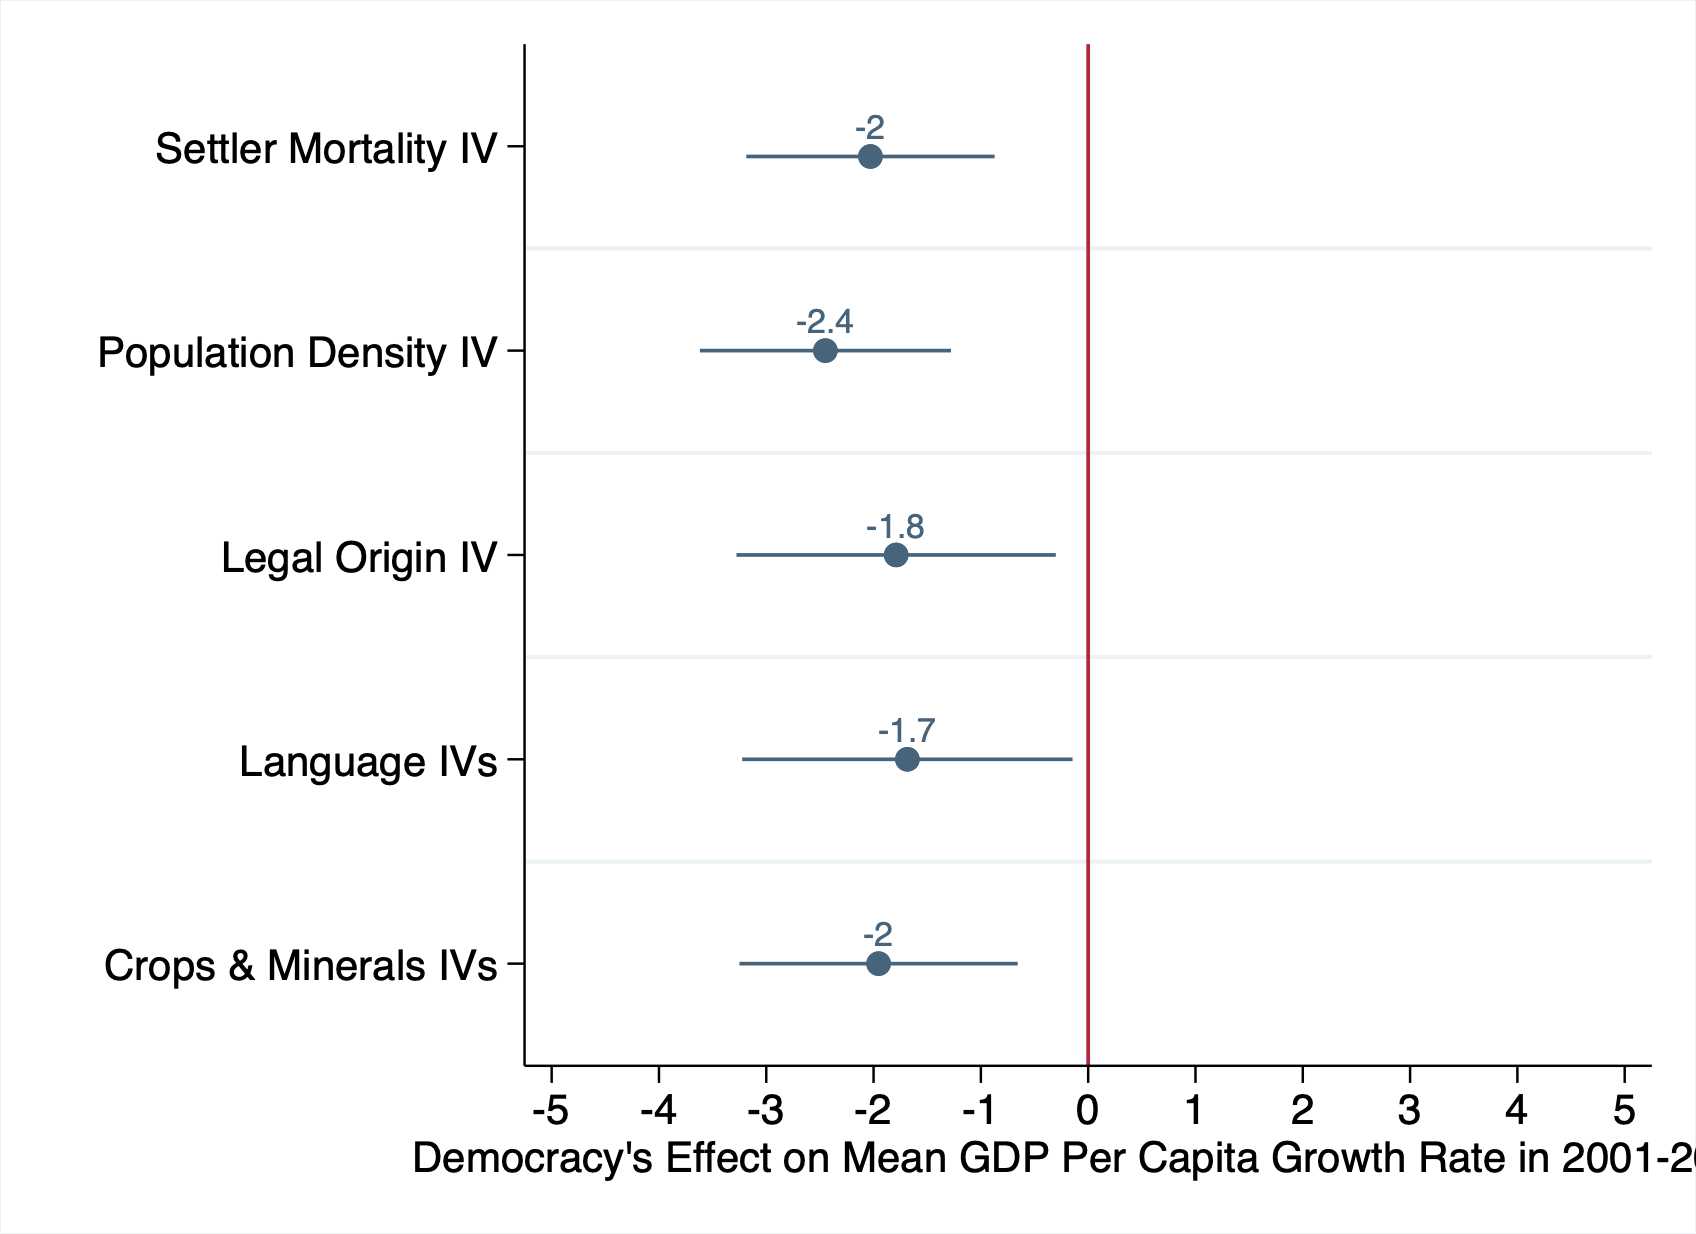 -2
Settler Mortality IV
-2.4
Population Density IV
-1.8
Legal Origin IV
-1.7
Language IVs
-2
Crops & Minerals IVs
-5 -4 -3 -2 -1 0 1 2 3 4 5
Democracy's Effect on Mean GDP Per Capita Growth Rate in